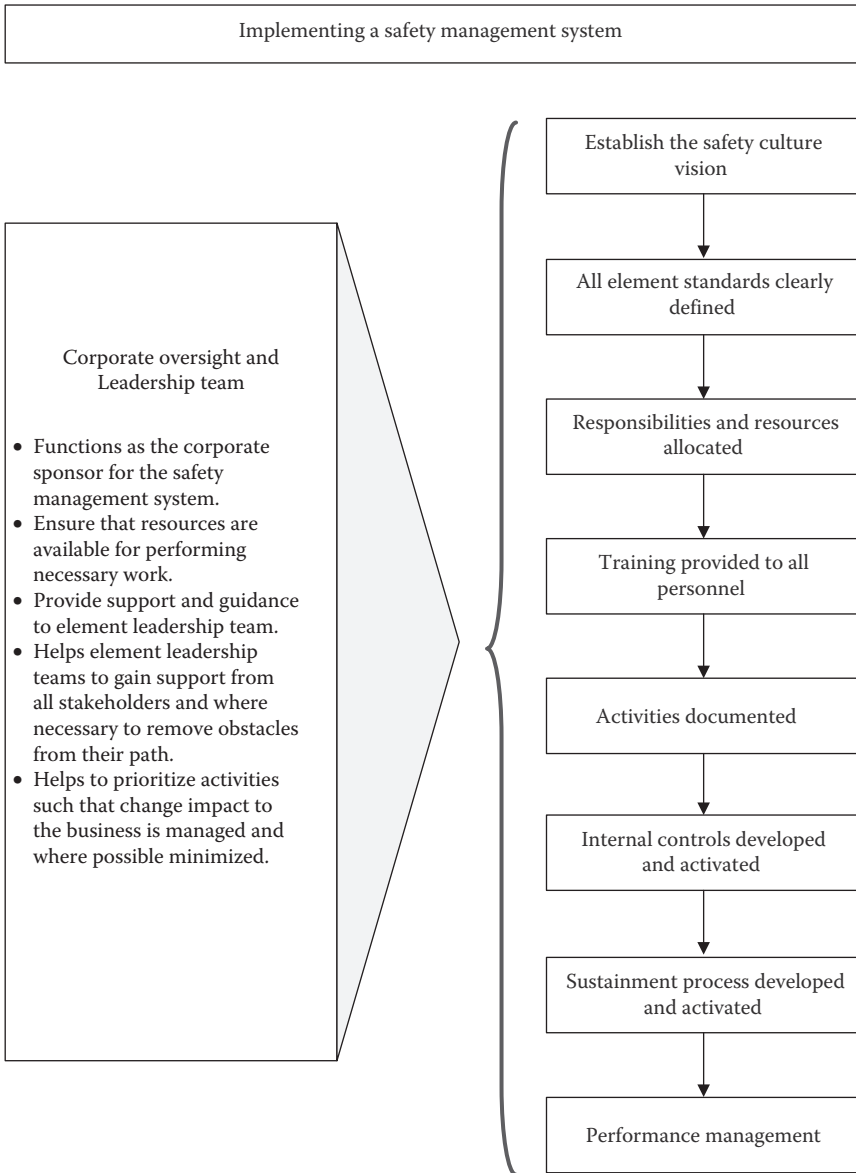 Implementing a safety management system
Corporate oversight and
Leadership team
• Functions as the corporate
sponsor for the safety
management system.
• Ensure that resources are
available for performing
necessary work.
• Provide support and guidance
to element leadership team.
• Helps element leadership
teams to gain support from
all stakeholders and where
necessary to remove obstacles
from their path.
• Helps to prioritize activities
such that change impact to
the business is managed and
where possible minimized.
Establish the safety culture
vision
All element standards clearly
defined
Responsibilities and resources
allocated
Training provided to all
personnel
Activities documented
Internal controls developed
and activated
Sustainment process developed
and activated
Performance management